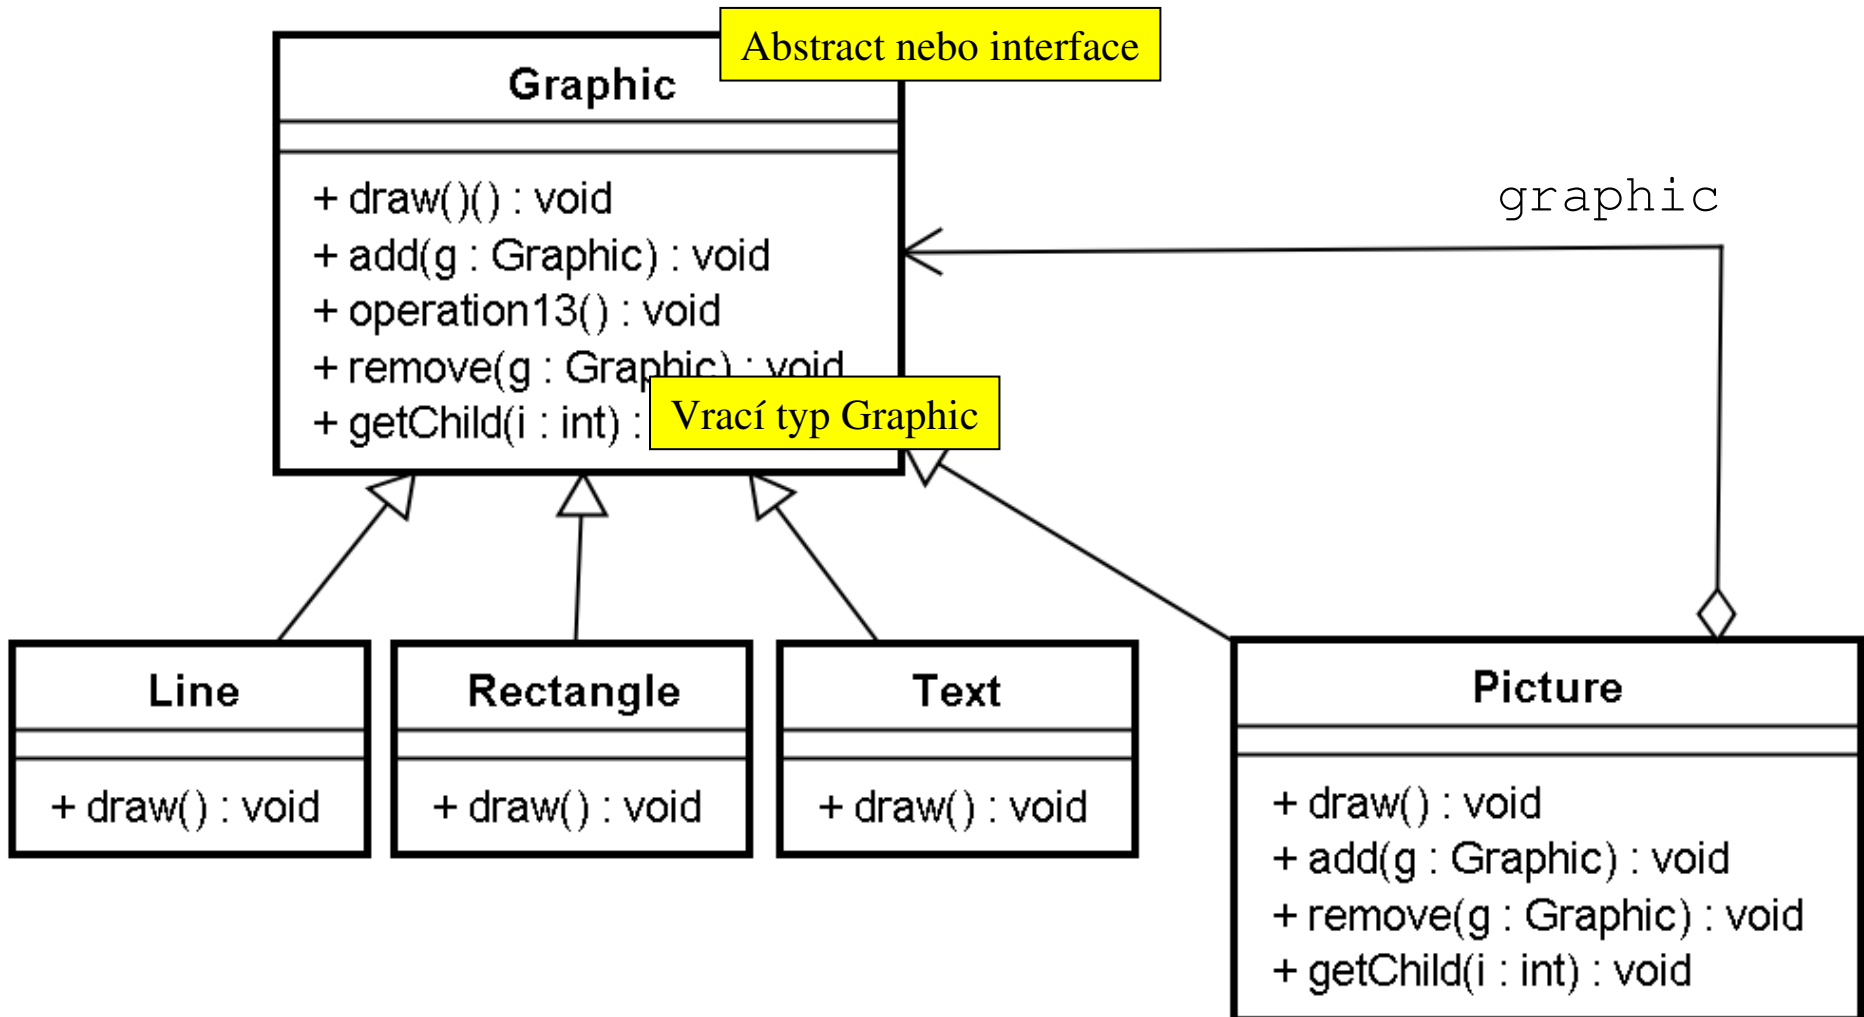 Abstract nebo interface
Graphic
+ draw()() : void
+ add(g : Graphic) : void
+ operation13() : void
+ remove(g : Graphic) : void
+ getChild(i : int) :
Vrací typ Graphic
graphic
Line
+ draw() : void
Rectangle
+ draw() : void
Text
+ draw() : void
Picture
+ draw() : void
+ add(g : Graphic) : void
+ remove(g : Graphic) : void
+ getChild(i : int) : void